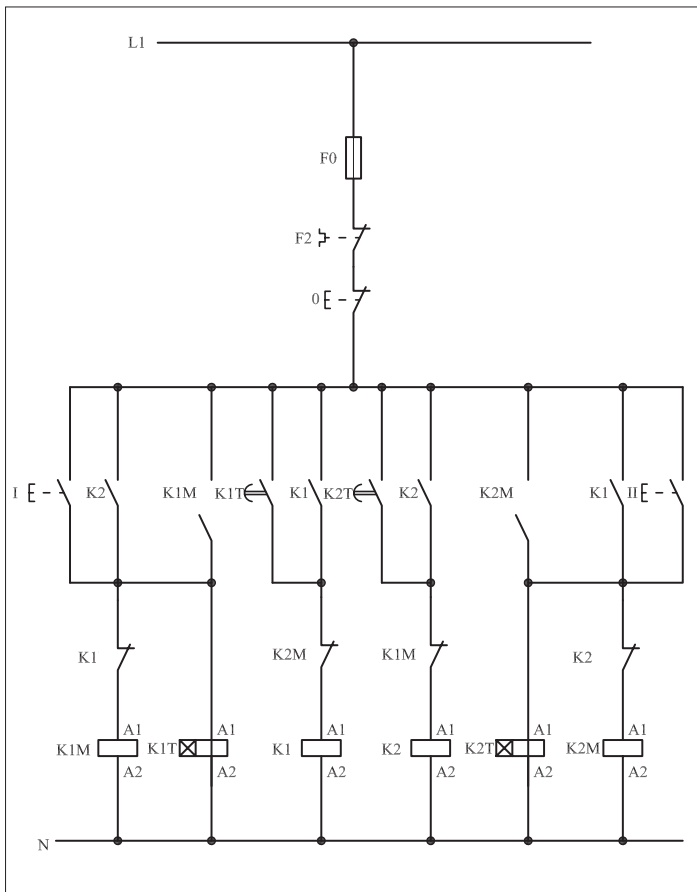 L1
F0
F2
0
I K2 K1M K1T K1 K2T K2 K2M K1 II
K1 K2M K1M K2
A1 A1 A1 A1 A1 A1
K1M K1T K1 K2 K2T K2M
A2 A2 A2 A2 A2 A2
N